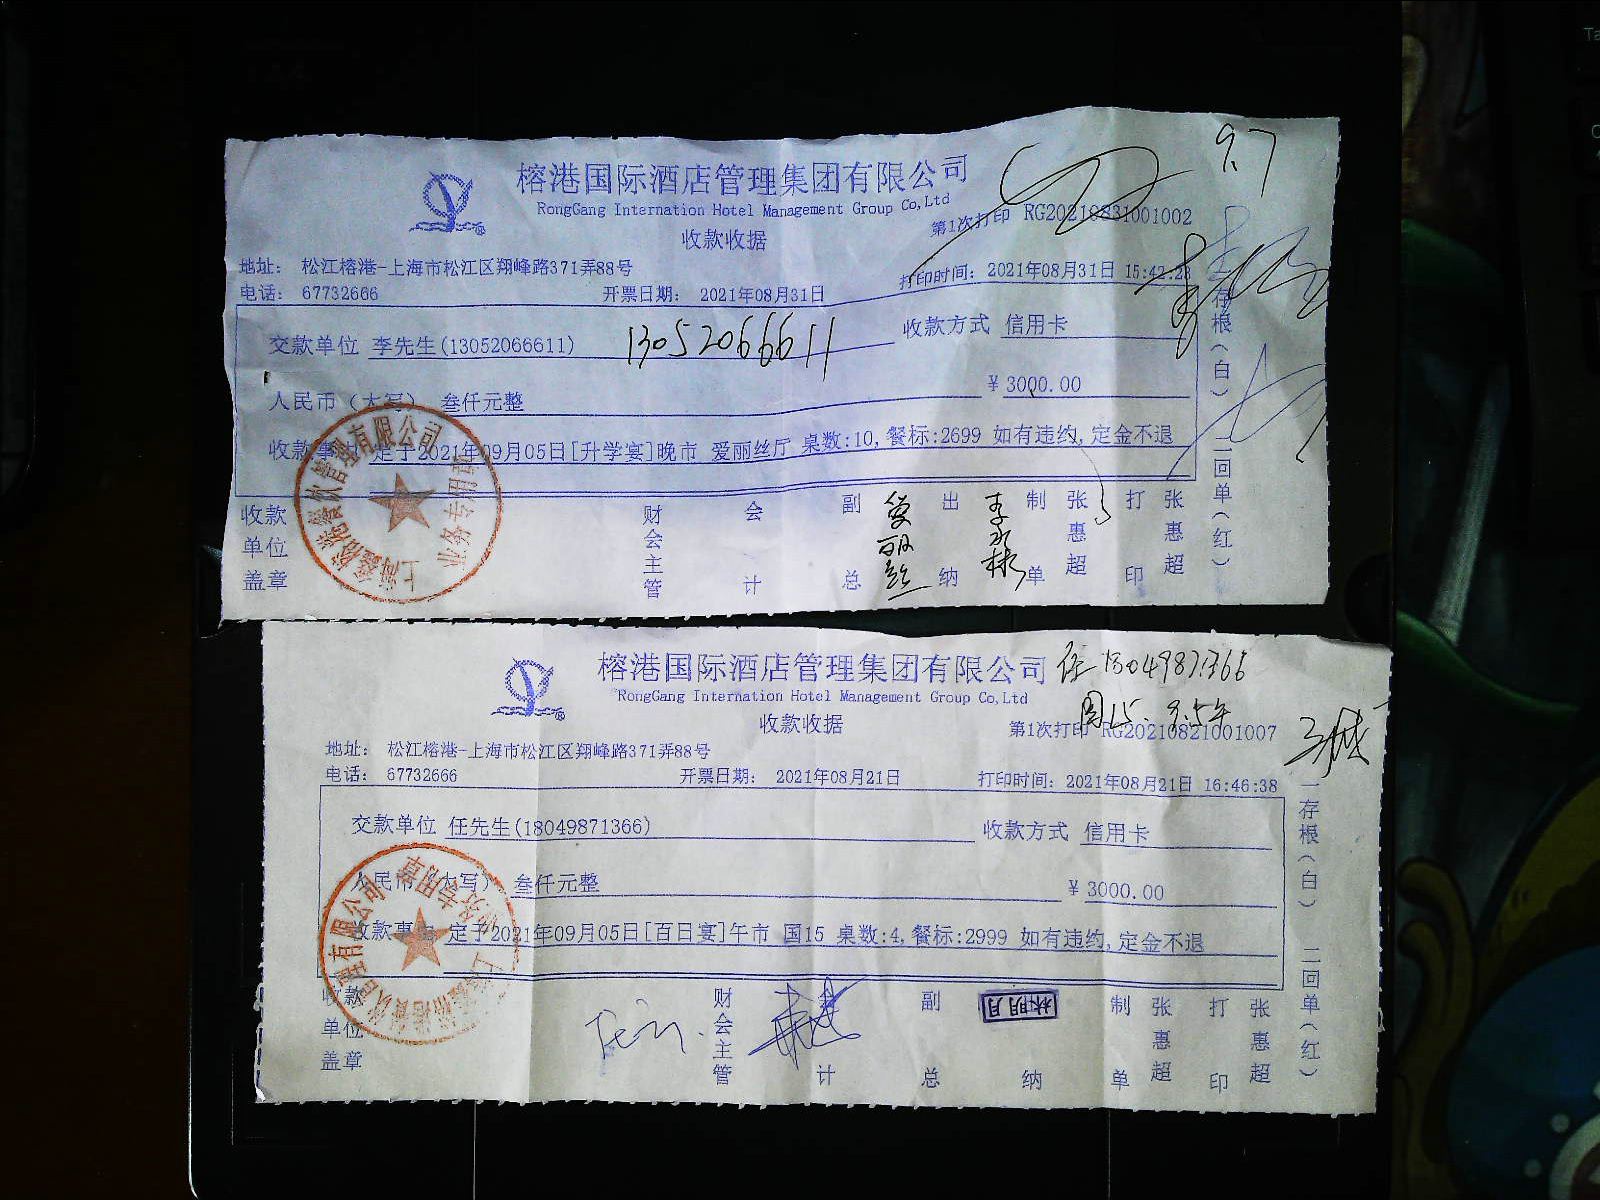 榕港国际酒店管理集团有限公司
9.7
RongGang Internation Hotel Management Group Co,Ltd
第1次打印 RG20210831001002
收款收据
地址: 松江榕港-上海市松江区翔峰路371弄88号
打印时间: 2021年08月31日 15:42:23
电话: 67732666 开票日期: 2021年08月31日
交款单位 李先生(13052066611) 13052066611 收款方式 信用卡
人民币(大写) 叁仟元整 ¥ 3000.00
收款事 定于2021年09月05日[升学宴]晚市 爱丽丝厅 桌数:10,餐标:2699 如有违约,定金不退
收款单位盖章 财会主管 会计 副总 出纳 制单 张惠超 打印 张惠超
一存根(白) 二回单(红)
榕港国际酒店管理集团有限公司 任 18049871366
RongGang Internation Hotel Management Group Co,Ltd
国15. 9.5午
收款收据
第1次打印 RG20210821001007
地址: 松江榕港-上海市松江区翔峰路371弄88号
电话: 67732666 开票日期: 2021年08月21日 打印时间: 2021年08月21日 16:46:38
交款单位 任先生(18049871366) 收款方式 信用卡
人民币(大写) 叁仟元整 ¥ 3000.00
收款事 定于2021年09月05日[百日宴]午市 国15 桌数:4,餐标:2999 如有违约,定金不退
收款单位盖章 财会主管 会计 副总 林明月 纳 制单 张惠超 打印 张惠超
一存根(白) 二回单(红)